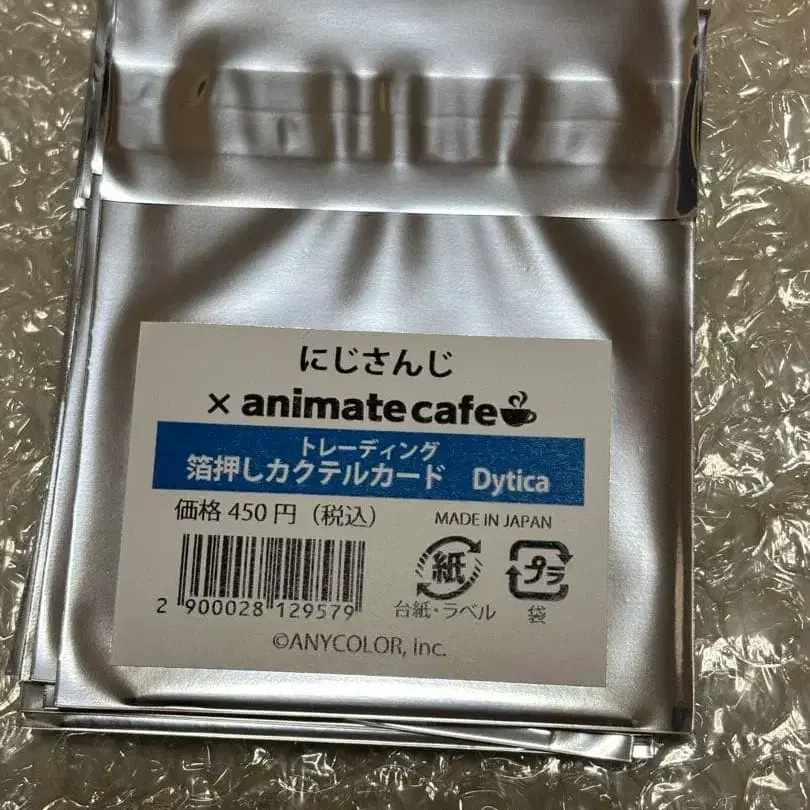 にじさんじ
× animatecafe
トレーディング
箔押しカクテルカード Dytica
価格 450 円（税込）
MADE IN JAPAN
紙
プラ
台紙・ラベル
袋
2 900028 129579
©ANYCOLOR, Inc.